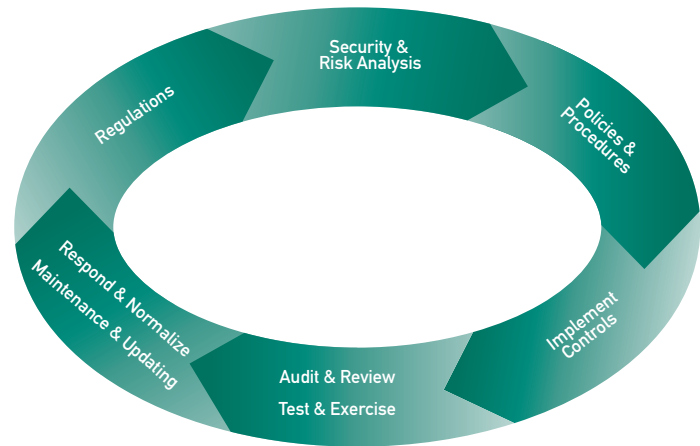 Security &
Risk Analysis
Policies &
Procedures
Implement
Controls
Audit & Review
Test & Exercise
Respond & Normalize
Maintenance & Updating
Regulations